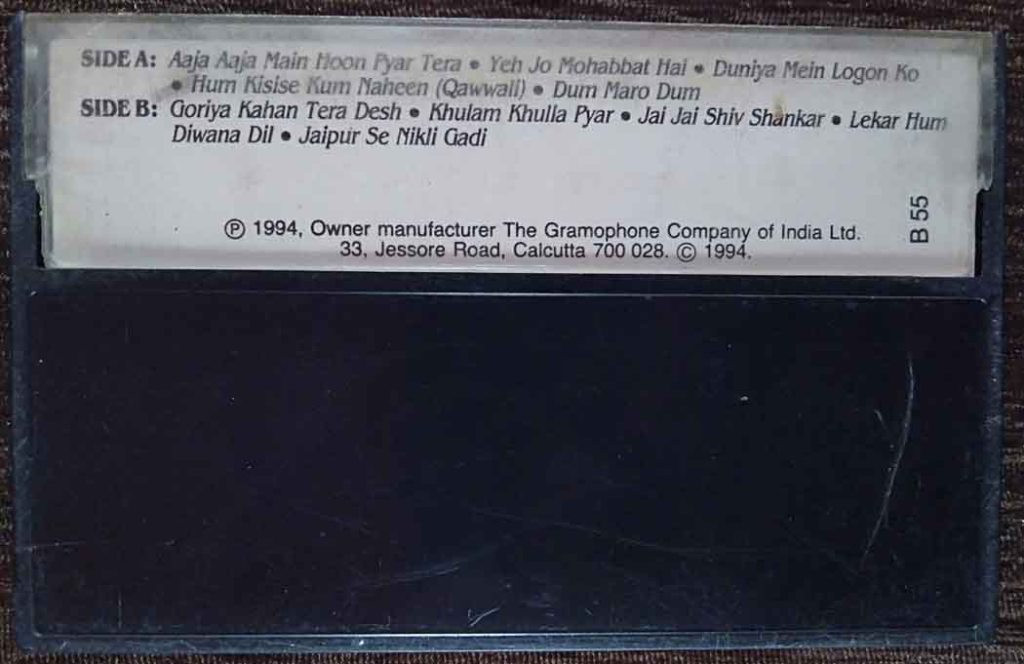 SIDE A: Aaja Aaja Main Hoon Pyar Tera • Yeh Jo Mohabbat Hai • Duniya Mein Logon Ko
• Hum Kisise Kum Naheen (Qawwali) • Dum Maro Dum
SIDE B: Goriya Kahan Tera Desh • Khulam Khulla Pyar • Jai Jai Shiv Shankar • Lekar Hum
Diwana Dil • Jaipur Se Nikli Gadi
B 55
℗ 1994, Owner manufacturer The Gramophone Company of India Ltd.
33, Jessore Road, Calcutta 700 028. © 1994.